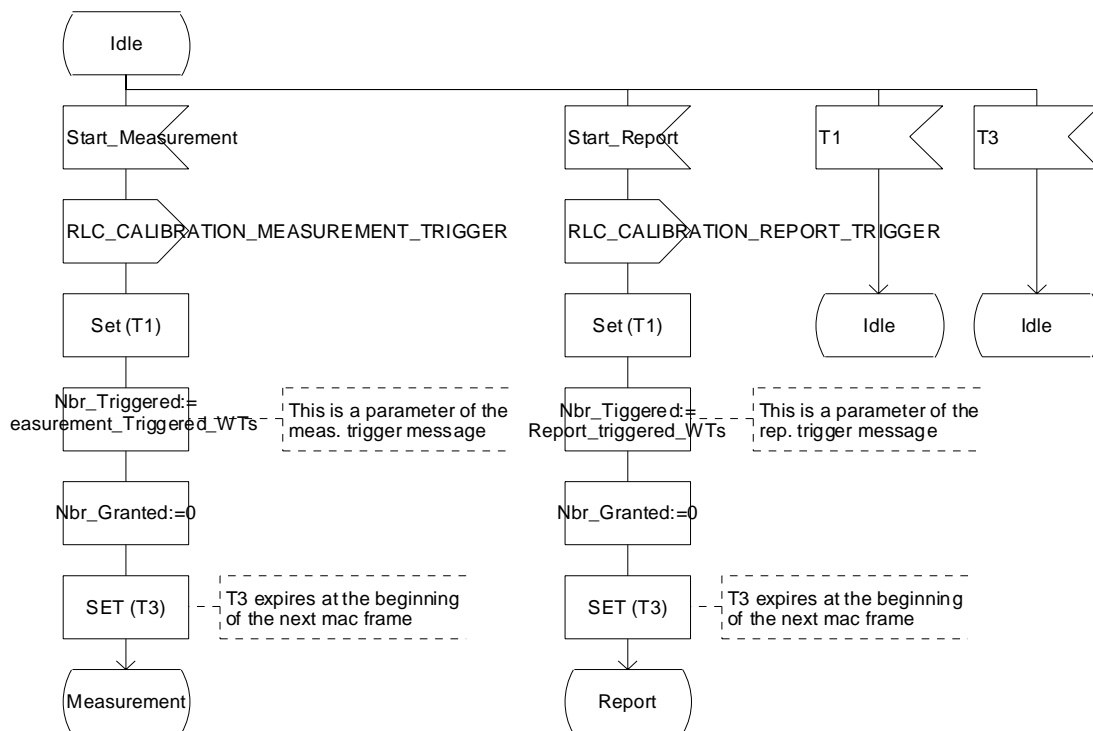 Idle
Start_Measurement
Start_Report
T1
T3
RLC_CALIBRATION_MEASUREMENT_TRIGGER
RLC_CALIBRATION_REPORT_TRIGGER
Set (T1)
Set (T1)
Idle
Idle
Nbr_Triggered:=
easurement_Triggered_WTs
This is a parameter of the
meas. trigger message
Nbr_Tiggered:=
Report_triggered_WTs
This is a parameter of the
rep. trigger message
Nbr_Granted:=0
Nbr_Granted:=0
SET (T3)
T3 expires at the beginning
of the next mac frame
SET (T3)
T3 expires at the beginning
of the next mac frame
Measurement
Report